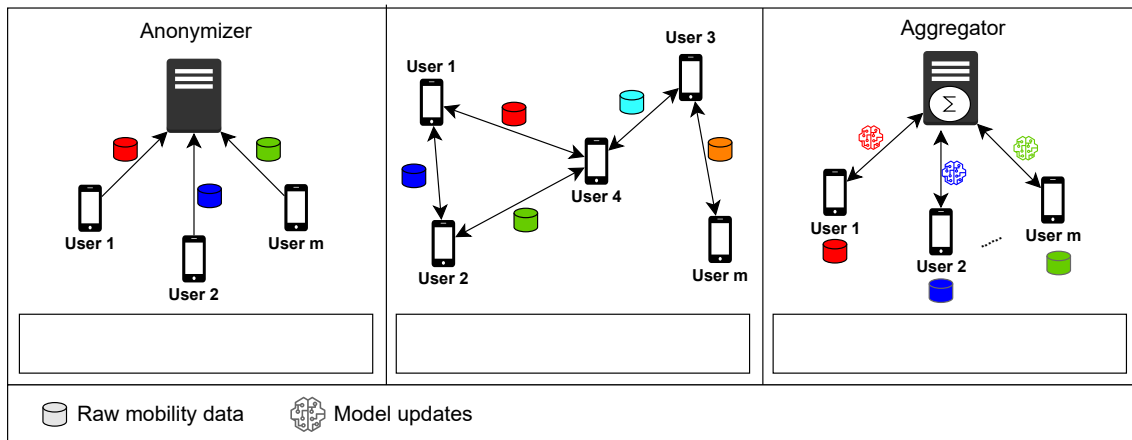 Anonymizer
User 1
User 2
User m
User 1
User 2
User 3
User 4
User m
Aggregator
Σ
User 1
User 2
User m
Raw mobility data
Model updates